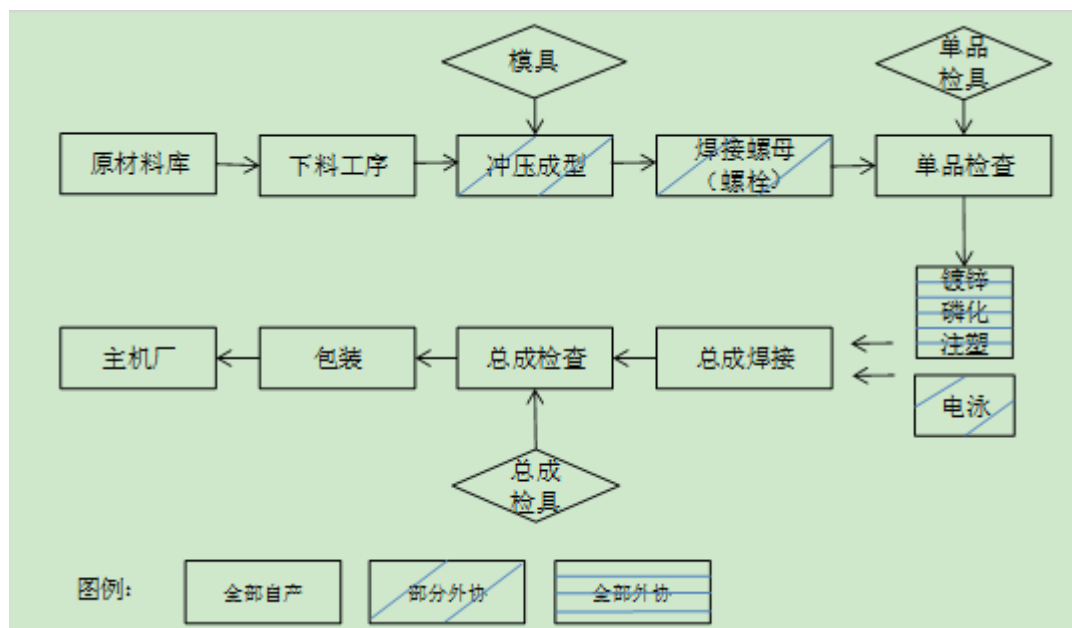 模具
单品
检具
原材料库
下料工序
冲压成型
焊接螺母
（螺栓）
单品检查
镀锌
磷化
注塑
主机厂
包装
总成检查
总成焊接
电泳
总成
检具
图例：
全部自产
部分外协
全部外协